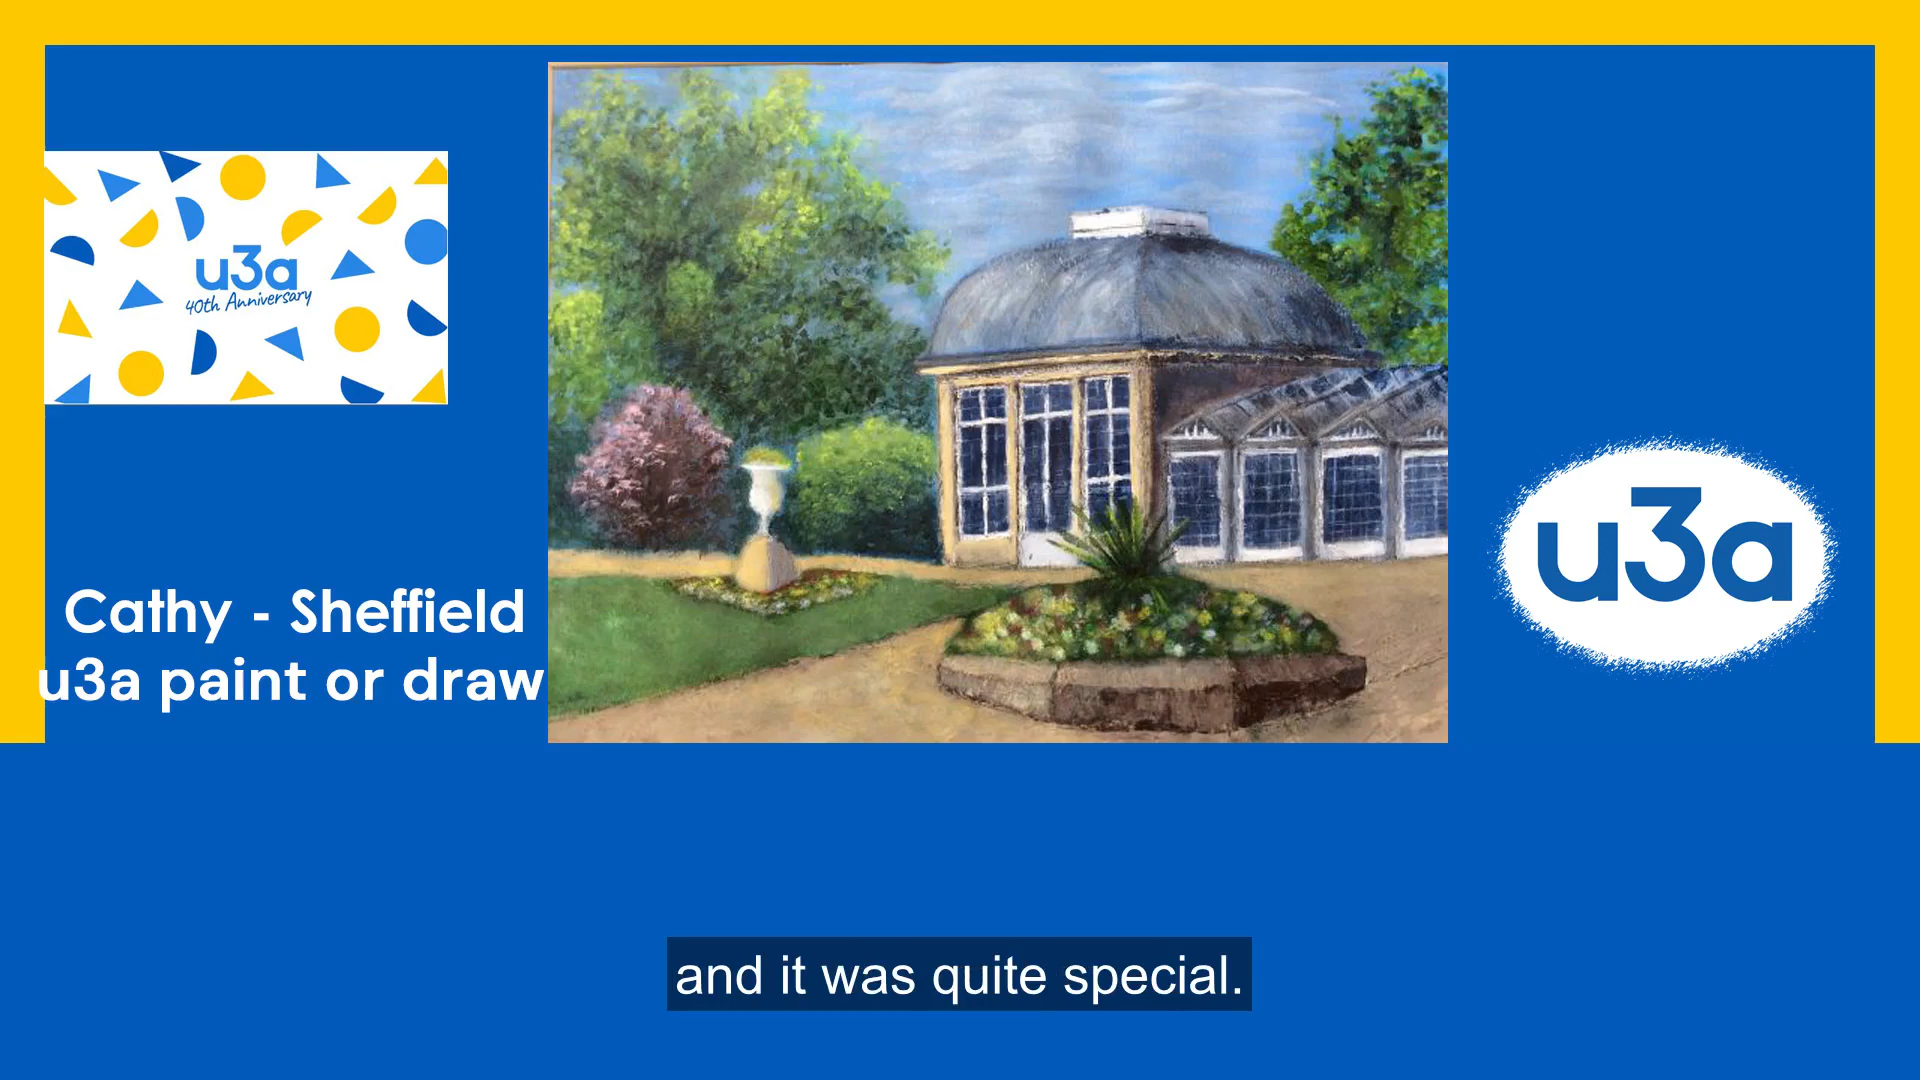 u3a
40th Anniversary
Cathy - Sheffield
u3a paint or draw
u3a
and it was quite special.